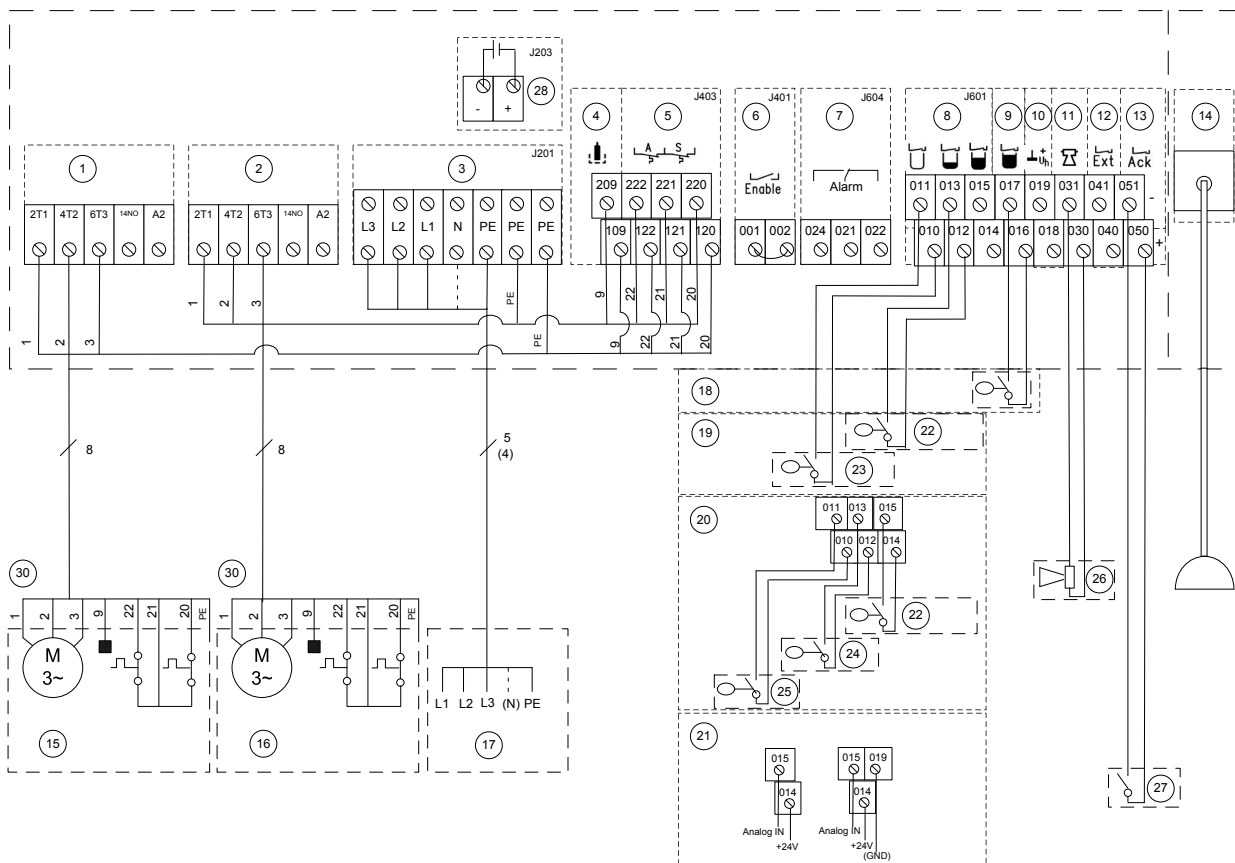 J203
28
- +
J403 J401 J604 J601
4 5 6 7 8 9 10 11 12 13 14
1 2 3 J201
A S
Enable
Alarm
+
Uh
Ext
Ack
2T1 4T2 6T3 14NO A2
2T1 4T2 6T3 14NO A2
L3 L2 L1 N PE PE PE
209 222 221 220
109 122 121 120
001 002
024 021 022
011 013 015 017 019 031 041 051 -
010 012 014 016 018 030 040 050 +
1 2 3 PE 9 22 21 20
1 2 3 PE 9 22 21 20
18
19
22
23
8 8 5
(4)
20
011 013 015
010 012 014
30 30
26
22
24
25
1 2 3 9 22 21 20 PE
1 2 3 9 22 21 20 PE
M
3~
M
3~
L1 L2 L3 (N) PE
15 16 17
21
015 015 019
014 014
27
Analog IN
+24V
Analog IN
+24V
(GND)